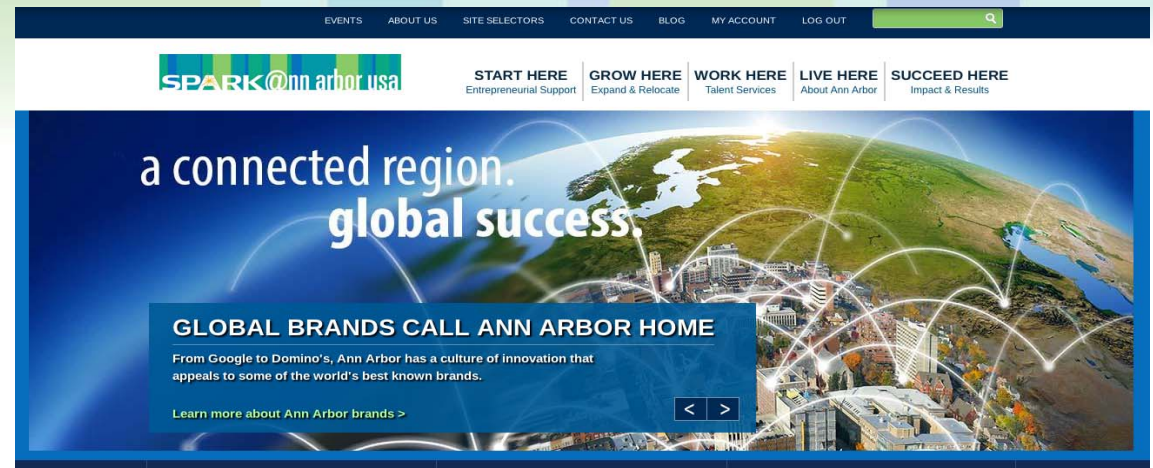 EVENTS ABOUT US SITE SELECTORS CONTACT US BLOG MY ACCOUNT LOG OUT
SPARK@nn arbor usa
START HERE GROW HERE WORK HERE LIVE HERE SUCCEED HERE
Entrepreneurial Support Expand & Relocate Talent Services About Ann Arbor Impact & Results
a connected region.
global success.
GLOBAL BRANDS CALL ANN ARBOR HOME
From Google to Domino's, Ann Arbor has a culture of innovation that
appeals to some of the world's best known brands.
Learn more about Ann Arbor brands >
< >